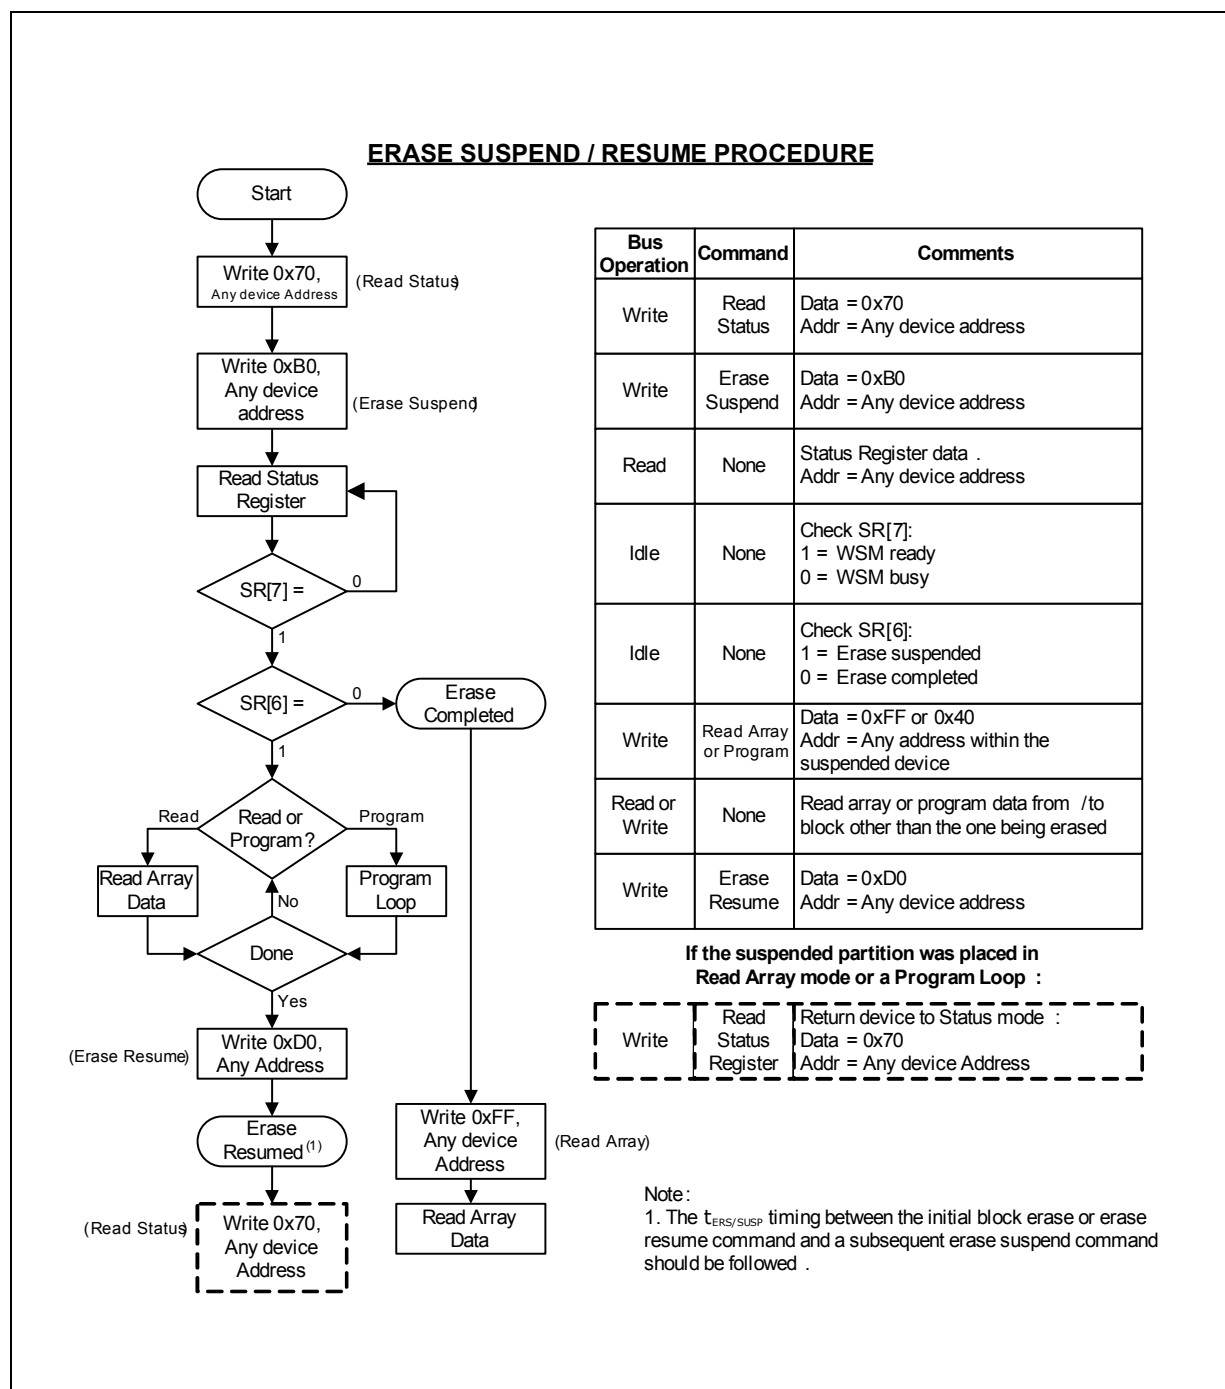 ERASE SUSPEND / RESUME PROCEDURE
Start
Write 0x70,
Any device Address
(Read Status)
Write 0xB0,
Any device
address
(Erase Suspend)
Read Status
Register
SR[7] =
0
1
SR[6] =
0
1
Erase
Completed
Read or
Program?
Read
Program
Read Array
Data
Program
Loop
No
Done
Yes
(Erase Resume)
Write 0xD0,
Any Address
Erase
Resumed (1)
(Read Status)
Write 0x70,
Any device
Address
Write 0xFF,
Any device
Address
(Read Array)
Read Array
Data
Bus
Operation
Command
Comments
Write
Read
Status
Data = 0x70
Addr = Any device address
Write
Erase
Suspend
Data = 0xB0
Addr = Any device address
Read
None
Status Register data .
Addr = Any device address
Idle
None
Check SR[7]:
1 = WSM ready
0 = WSM busy
Idle
None
Check SR[6]:
1 = Erase suspended
0 = Erase completed
Write
Read Array
or Program
Data = 0xFF or 0x40
Addr = Any address within the
suspended device
Read or
Write
None
Read array or program data from /to
block other than the one being erased
Write
Erase
Resume
Data = 0xD0
Addr = Any device address
If the suspended partition was placed in
Read Array mode or a Program Loop :
Write
Read
Status
Register
Return device to Status mode :
Data = 0x70
Addr = Any device Address
Note :
1. The tERS/SUSP timing between the initial block erase or erase
resume command and a subsequent erase suspend command
should be followed .